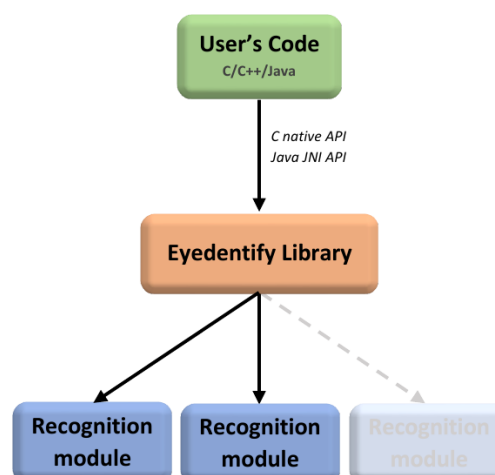 User’s Code
C/C++/Java
C native API
Java JNI API
Eyedentify Library
Recognition
module
Recognition
module
Recognition
module